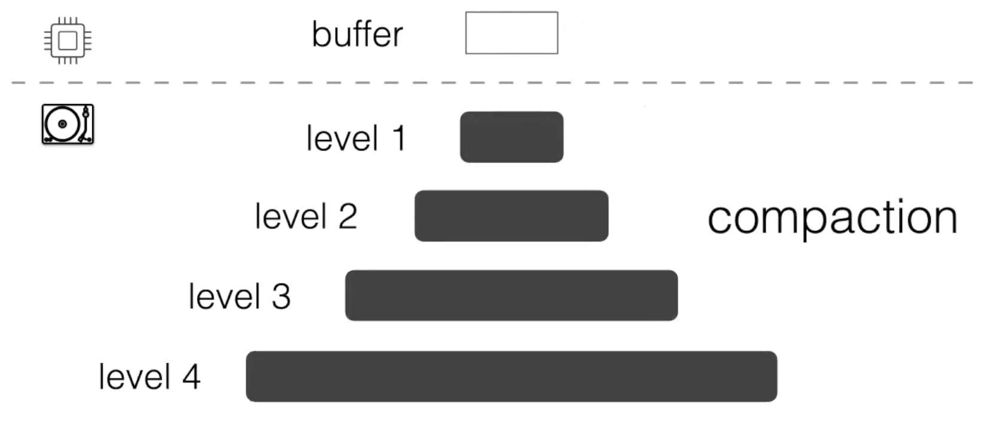 buffer
level 1
level 2
compaction
level 3
level 4